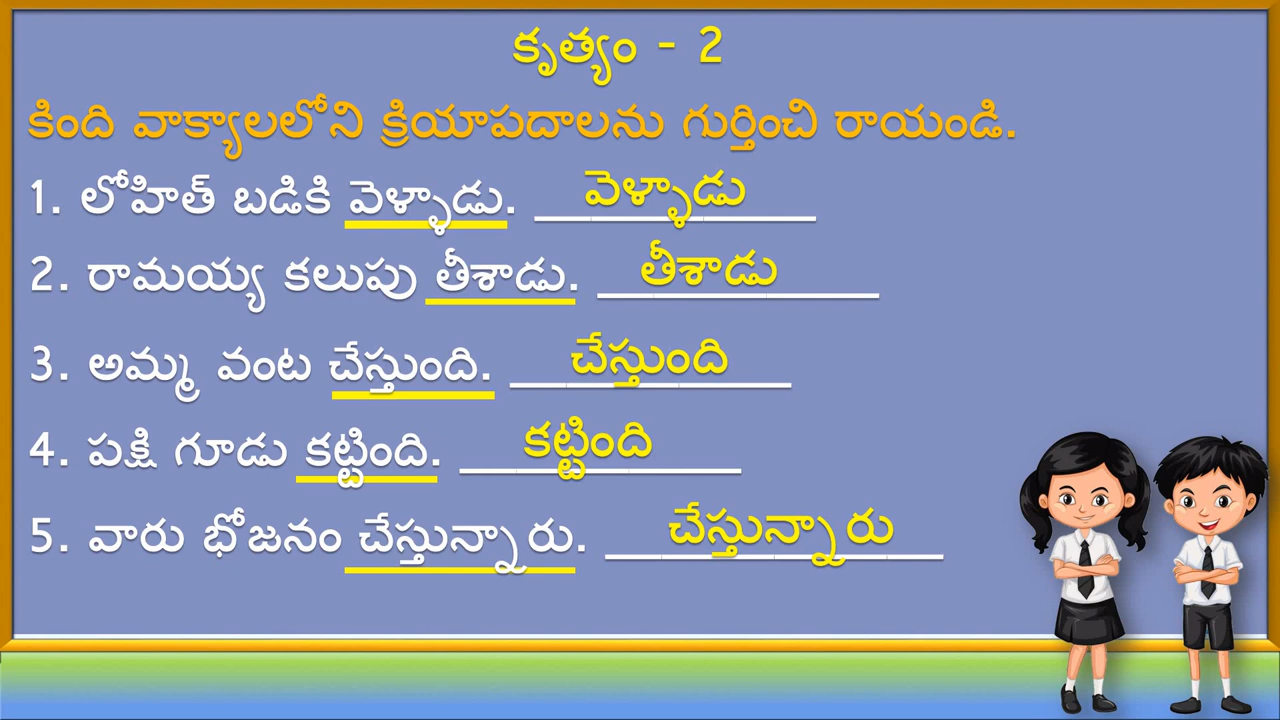 కృత్యం - 2
కింది వాక్యాలలోని క్రియాపదాలను గుర్తించి రాయండి.
1. లోహిత్ బడికి వెళ్ళాడు. వెళ్ళాడు
2. రామయ్య కలుపు తీశాడు. తీశాడు
3. అమ్మ వంట చేస్తుంది. చేస్తుంది
4. పక్షి గూడు కట్టింది. కట్టింది
5. వారు భోజనం చేస్తున్నారు. చేస్తున్నారు